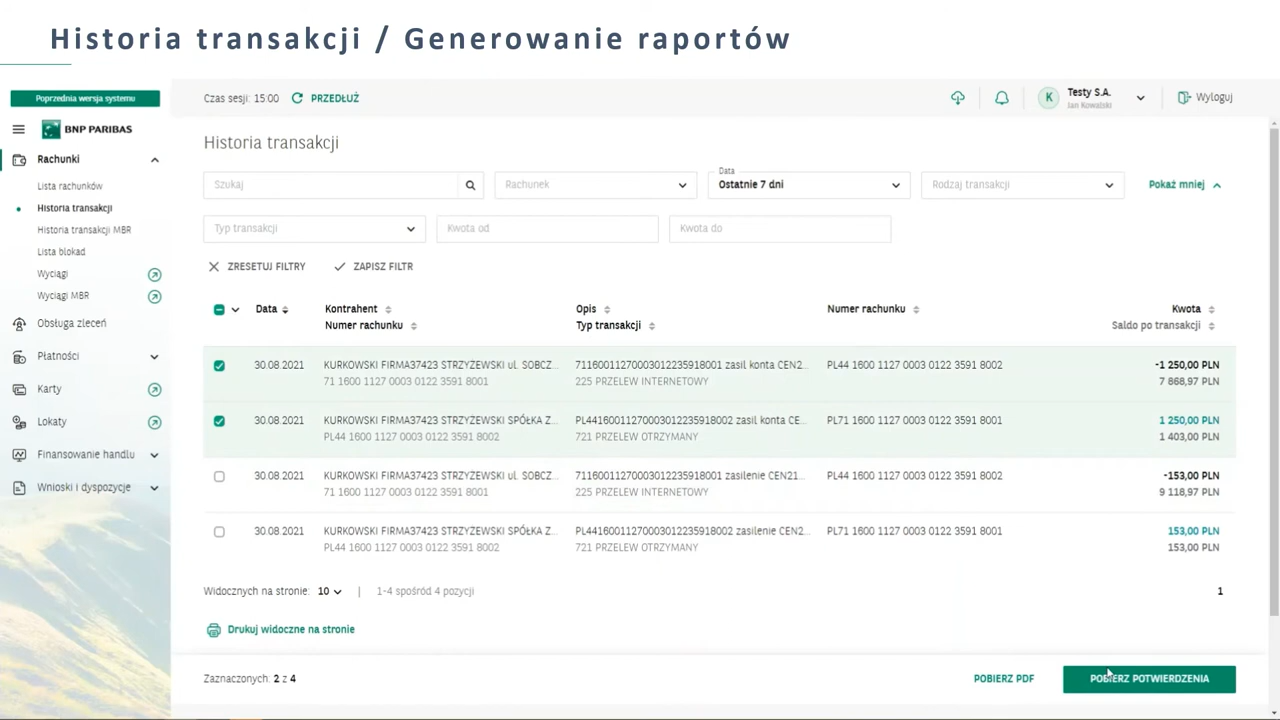 Historia transakcji / Generowanie raportów
Poprzednia wersja systemu
Czas sesji: 15:00 PRZEDŁUŻ
K Testy S.A.
Jan Kowalski
Wyloguj
BNP PARIBAS
Rachunki
Lista rachunków
Historia transakcji
Historia transakcji MBR
Lista blokad
Wyciągi
Wyciągi MBR
Obsługa zleceń
Płatności
Karty
Lokaty
Finansowanie handlu
Wnioski i dyspozycje
Historia transakcji
Szukaj
Rachunek
Data
Ostatnie 7 dni
Rodzaj transakcji
Pokaż mniej
Typ transakcji
Kwota od
Kwota do
ZRESETUJ FILTRY ZAPISZ FILTR
Data Kontrahent Opis Numer rachunku Kwota
Numer rachunku Typ transakcji Saldo po transakcji
30.08.2021 KURKOWSKI FIRMA37423 STRZYŻEWSKI ul. SOBCZ... 71160011270003012235918001 zasil konta CEN2... PL44 1600 1127 0003 0122 3591 8002 -1 250,00 PLN
71 1600 1127 0003 0122 3591 8001 225 PRZELEW INTERNETOWY 7 868,97 PLN
30.08.2021 KURKOWSKI FIRMA37423 STRZYŻEWSKI SPÓŁKA Z... PL44160011270003012235918002 zasil konta CE... PL71 1600 1127 0003 0122 3591 8001 1 250,00 PLN
PL44 1600 1127 0003 0122 3591 8002 721 PRZELEW OTRZYMANY 1 403,00 PLN
30.08.2021 KURKOWSKI FIRMA37423 STRZYŻEWSKI ul. SOBCZ... 71160011270003012235918001 zasilenie CEN21... PL44 1600 1127 0003 0122 3591 8002 -153,00 PLN
71 1600 1127 0003 0122 3591 8001 225 PRZELEW INTERNETOWY 9 118,97 PLN
30.08.2021 KURKOWSKI FIRMA37423 STRZYŻEWSKI SPÓŁKA Z... PL44160011270003012235918002 zasilenie CEN2... PL71 1600 1127 0003 0122 3591 8001 153,00 PLN
PL44 1600 1127 0003 0122 3591 8002 721 PRZELEW OTRZYMANY 153,00 PLN
Widocznych na stronie: 10 | 1-4 spośród 4 pozycji 1
Drukuj widoczne na stronie
Zaznaczonych: 2 z 4 POBIERZ PDF POBIERZ POTWIERDZENIA